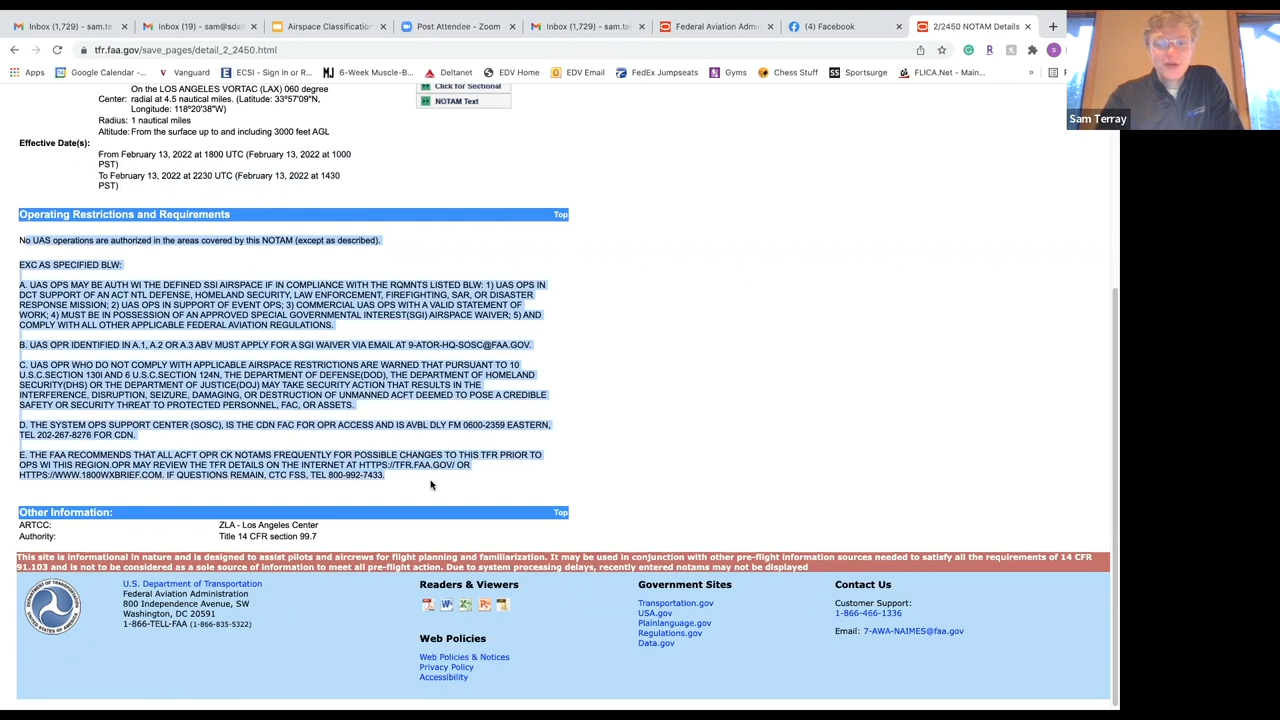 Inbox (1,729) - sam.to
Inbox (19) - sam@sdal
Airspace Classification
Post Attendee - Zoom
Inbox (1,729) - sam.to
Federal Aviation Admin
(4) Facebook
2/2450 NOTAM Details
tfr.faa.gov/save_pages/detail_2_2450.html
Apps
Google Calendar -...
Vanguard
ECSI - Sign In or R...
6-Week Muscle-B...
Deltanet
EDV Home
EDV Email
FedEx Jumpseats
Gyms
Chess Stuff
Sportsurge
FLICA.Net - Main...
Sam Terray
Click for Sectional
NOTAM Text
On the LOS ANGELES VORTAC (LAX) 060 degree
Center: radial at 4.5 nautical miles. (Latitude: 33°57'09"N,
Longitude: 118°20'38"W)
Radius: 1 nautical miles
Altitude: From the surface up to and including 3000 feet AGL
Effective Date(s):
From February 13, 2022 at 1800 UTC (February 13, 2022 at 1000
PST)
To February 13, 2022 at 2230 UTC (February 13, 2022 at 1430
PST)
Operating Restrictions and Requirements Top
No UAS operations are authorized in the areas covered by this NOTAM (except as described).
EXC AS SPECIFIED BLW:
A. UAS OPS MAY BE AUTH WI THE DEFINED SSI AIRSPACE IF IN COMPLIANCE WITH THE RQMNTS LISTED BLW: 1) UAS OPS IN
DCT SUPPORT OF AN ACT NTL DEFENSE, HOMELAND SECURITY, LAW ENFORCEMENT, FIREFIGHTING, SAR, OR DISASTER
RESPONSE MISSION; 2) UAS OPS IN SUPPORT OF EVENT OPS; 3) COMMERCIAL UAS OPS WITH A VALID STATEMENT OF
WORK; 4) MUST BE IN POSSESSION OF AN APPROVED SPECIAL GOVERNMENTAL INTEREST(SGI) AIRSPACE WAIVER; 5) AND
COMPLY WITH ALL OTHER APPLICABLE FEDERAL AVIATION REGULATIONS.
B. UAS OPR IDENTIFIED IN A.1, A.2 OR A.3 ABV MUST APPLY FOR A SGI WAIVER VIA EMAIL AT 9-ATOR-HQ-SOSC@FAA.GOV.
C. UAS OPR WHO DO NOT COMPLY WITH APPLICABLE AIRSPACE RESTRICTIONS ARE WARNED THAT PURSUANT TO 10
U.S.C.SECTION 130I AND 6 U.S.C.SECTION 124N, THE DEPARTMENT OF DEFENSE(DOD), THE DEPARTMENT OF HOMELAND
SECURITY(DHS) OR THE DEPARTMENT OF JUSTICE(DOJ) MAY TAKE SECURITY ACTION THAT RESULTS IN THE
INTERFERENCE, DISRUPTION, SEIZURE, DAMAGING, OR DESTRUCTION OF UNMANNED ACFT DEEMED TO POSE A CREDIBLE
SAFETY OR SECURITY THREAT TO PROTECTED PERSONNEL, FAC, OR ASSETS.
D. THE SYSTEM OPS SUPPORT CENTER (SOSC), IS THE CDN FAC FOR OPR ACCESS AND IS AVBL DLY FM 0600-2359 EASTERN,
TEL 202-267-8276 FOR CDN.
E. THE FAA RECOMMENDS THAT ALL ACFT OPR CK NOTAMS FREQUENTLY FOR POSSIBLE CHANGES TO THIS TFR PRIOR TO
OPS WI THIS REGION.OPR MAY REVIEW THE TFR DETAILS ON THE INTERNET AT HTTPS://TFR.FAA.GOV/ OR
HTTPS://WWW.1800WXBRIEF.COM. IF QUESTIONS REMAIN, CTC FSS, TEL 800-992-7433.
Other Information: Top
ARTCC: ZLA - Los Angeles Center
Authority: Title 14 CFR section 99.7
This site is informational in nature and is designed to assist pilots and aircrews for flight planning and familiarization. It may be used in conjunction with other pre-flight information sources needed to satisfy all the requirements of 14 CFR
91.103 and is not to be considered as a sole source of information to meet all pre-flight action. Due to system processing delays, recently entered notams may not be displayed
U.S. Department of Transportation
Federal Aviation Administration
800 Independence Avenue, SW
Washington, DC 20591
1-866-TELL-FAA (1-866-835-5322)
Readers & Viewers
Web Policies
Web Policies & Notices
Privacy Policy
Accessibility
Government Sites
Transportation.gov
USA.gov
Plainlanguage.gov
Regulations.gov
Data.gov
Contact Us
Customer Support:
1-866-466-1336
Email: 7-AWA-NAIMES@faa.gov